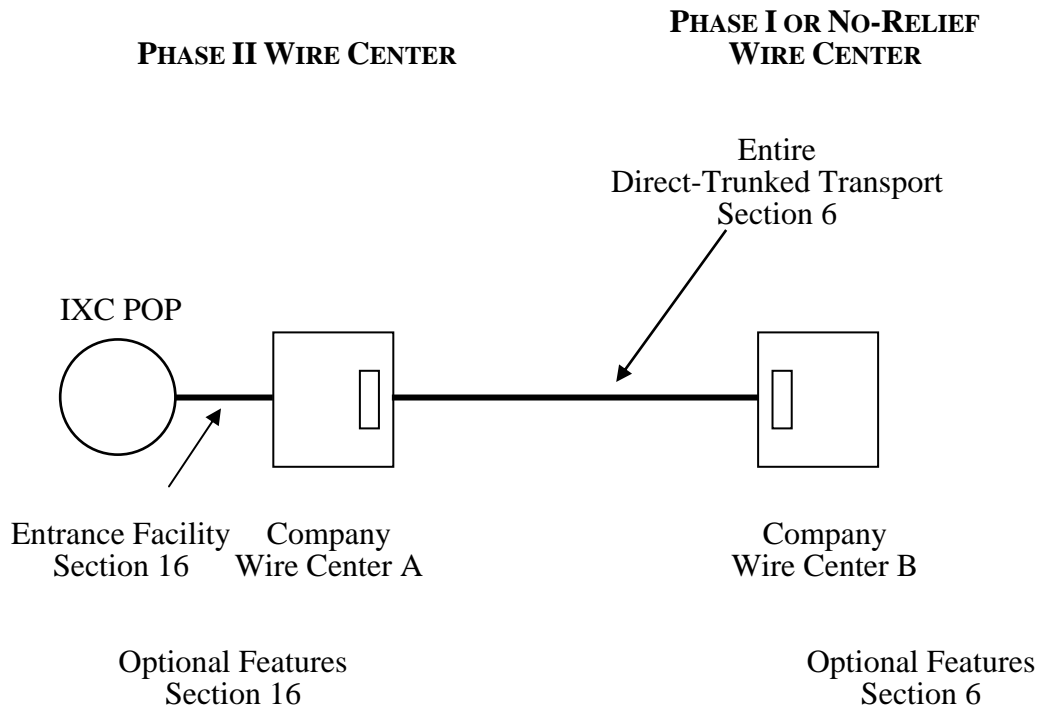 PHASE I OR NO-RELIEF
WIRE CENTER
PHASE II WIRE CENTER
Entire
Direct-Trunked Transport
Section 6
IXC POP
Entrance Facility
Section 16
Company
Wire Center A
Company
Wire Center B
Optional Features
Section 16
Optional Features
Section 6